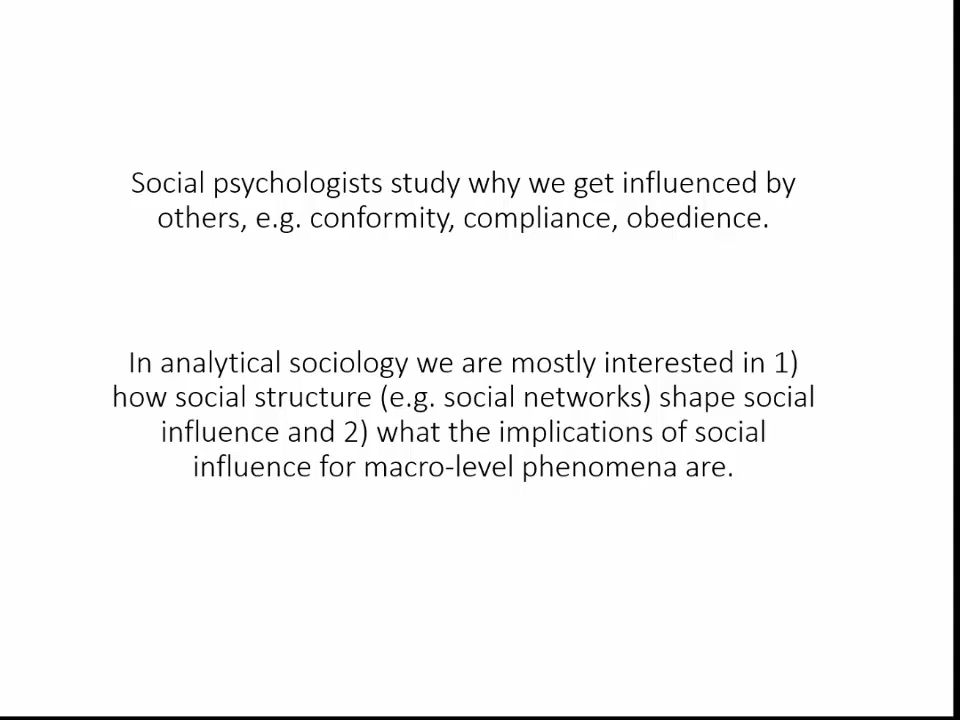 Social psychologists study why we get influenced by
others, e.g. conformity, compliance, obedience.
In analytical sociology we are mostly interested in 1)
how social structure (e.g. social networks) shape social
influence and 2) what the implications of social
influence for macro-level phenomena are.